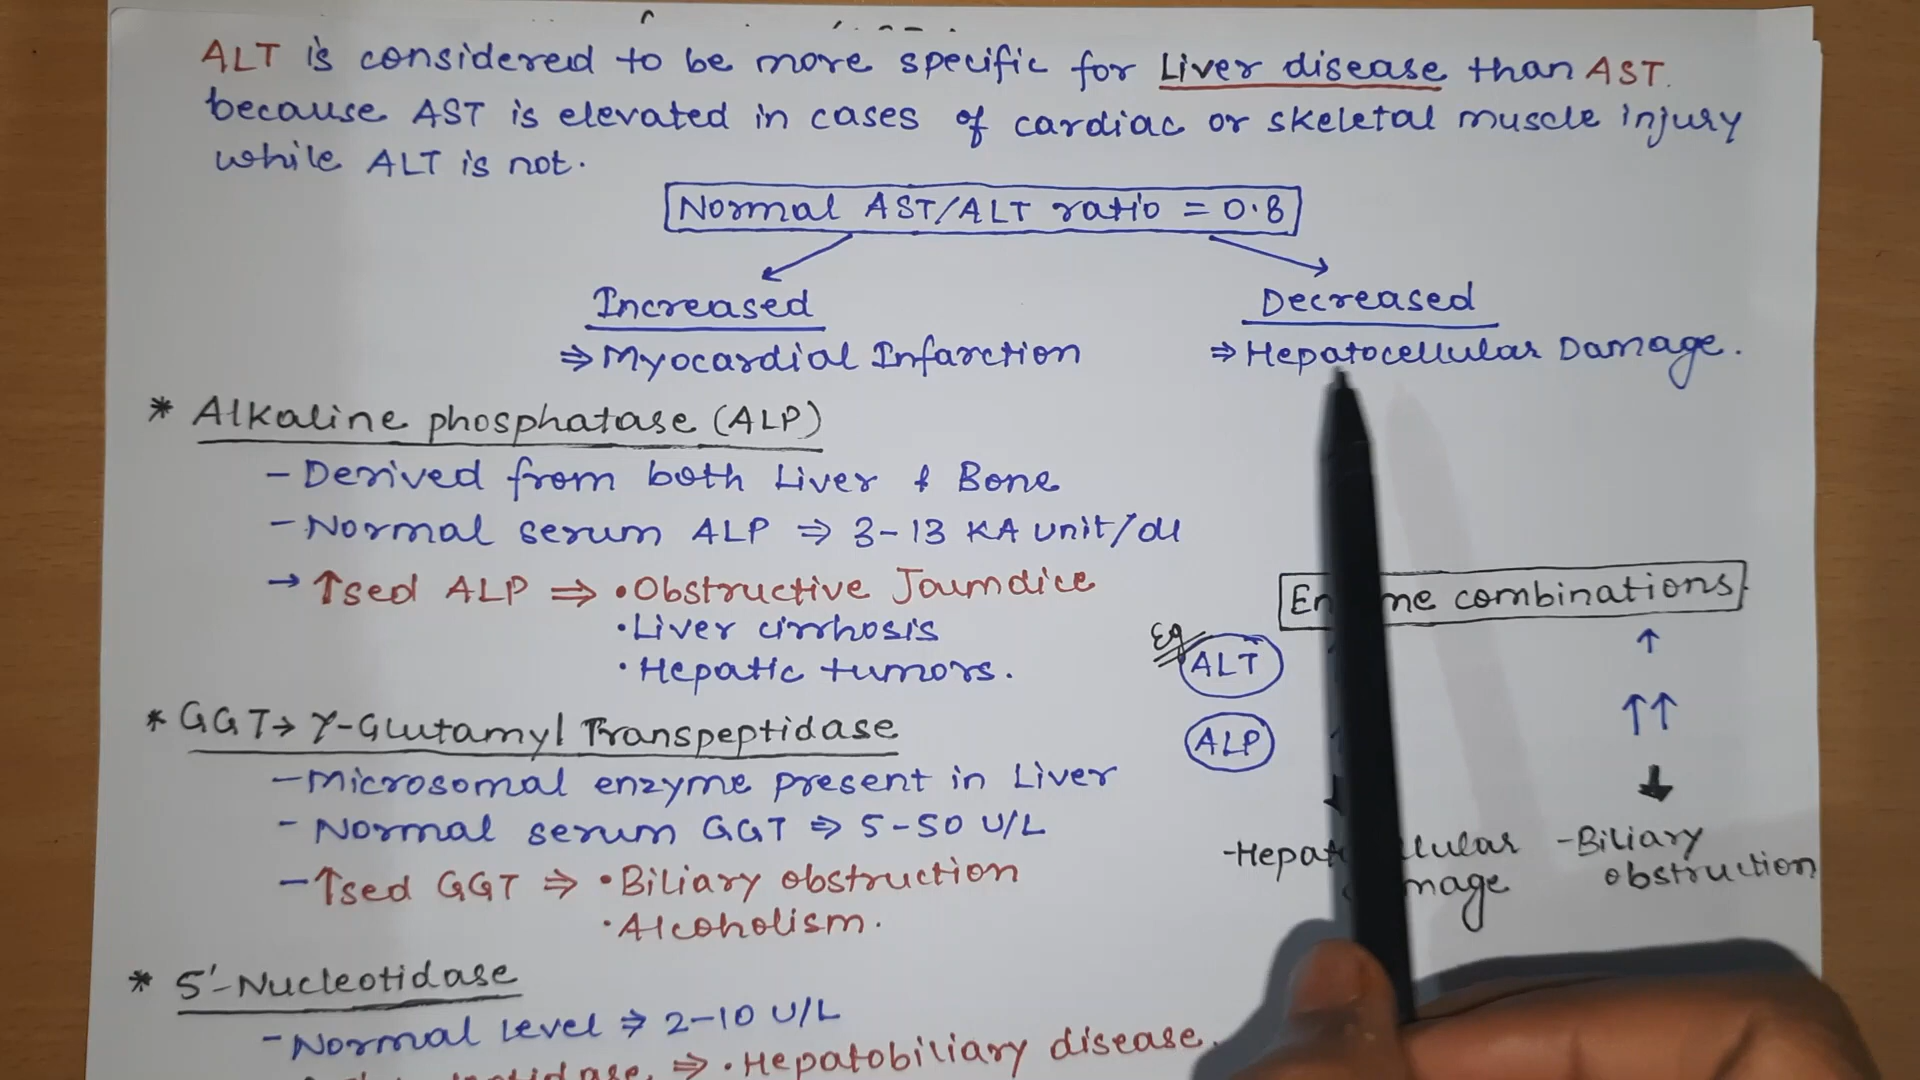 ALT is considered to be more specific for Liver disease than AST.
because AST is elevated in cases of cardiac or skeletal muscle injury
while ALT is not.
Normal AST/ALT ratio = 0.8
Increased
⇒ Myocardial Infarction
Decreased
⇒ Hepatocellular Damage.
* Alkaline phosphatase (ALP)
- Derived from both Liver & Bone
- Normal serum ALP ⇒ 3-13 KA unit/dl
→ ↑sed ALP ⇒ • Obstructive Jaundice
• Liver cirrhosis
• Hepatic tumors.
* GGT → γ-Glutamyl Transpeptidase
- Microsomal enzyme present in Liver
- Normal serum GGT ⇒ 5-50 U/L
- ↑sed GGT ⇒ • Biliary obstruction
• Alcoholism.
* 5'-Nucleotidase
- Normal level ⇒ 2-10 U/L
⇒ • Hepatobiliary disease.
combinations
Eg
ALT ↑
ALP ↑↑
↓
- Biliary
obstruction